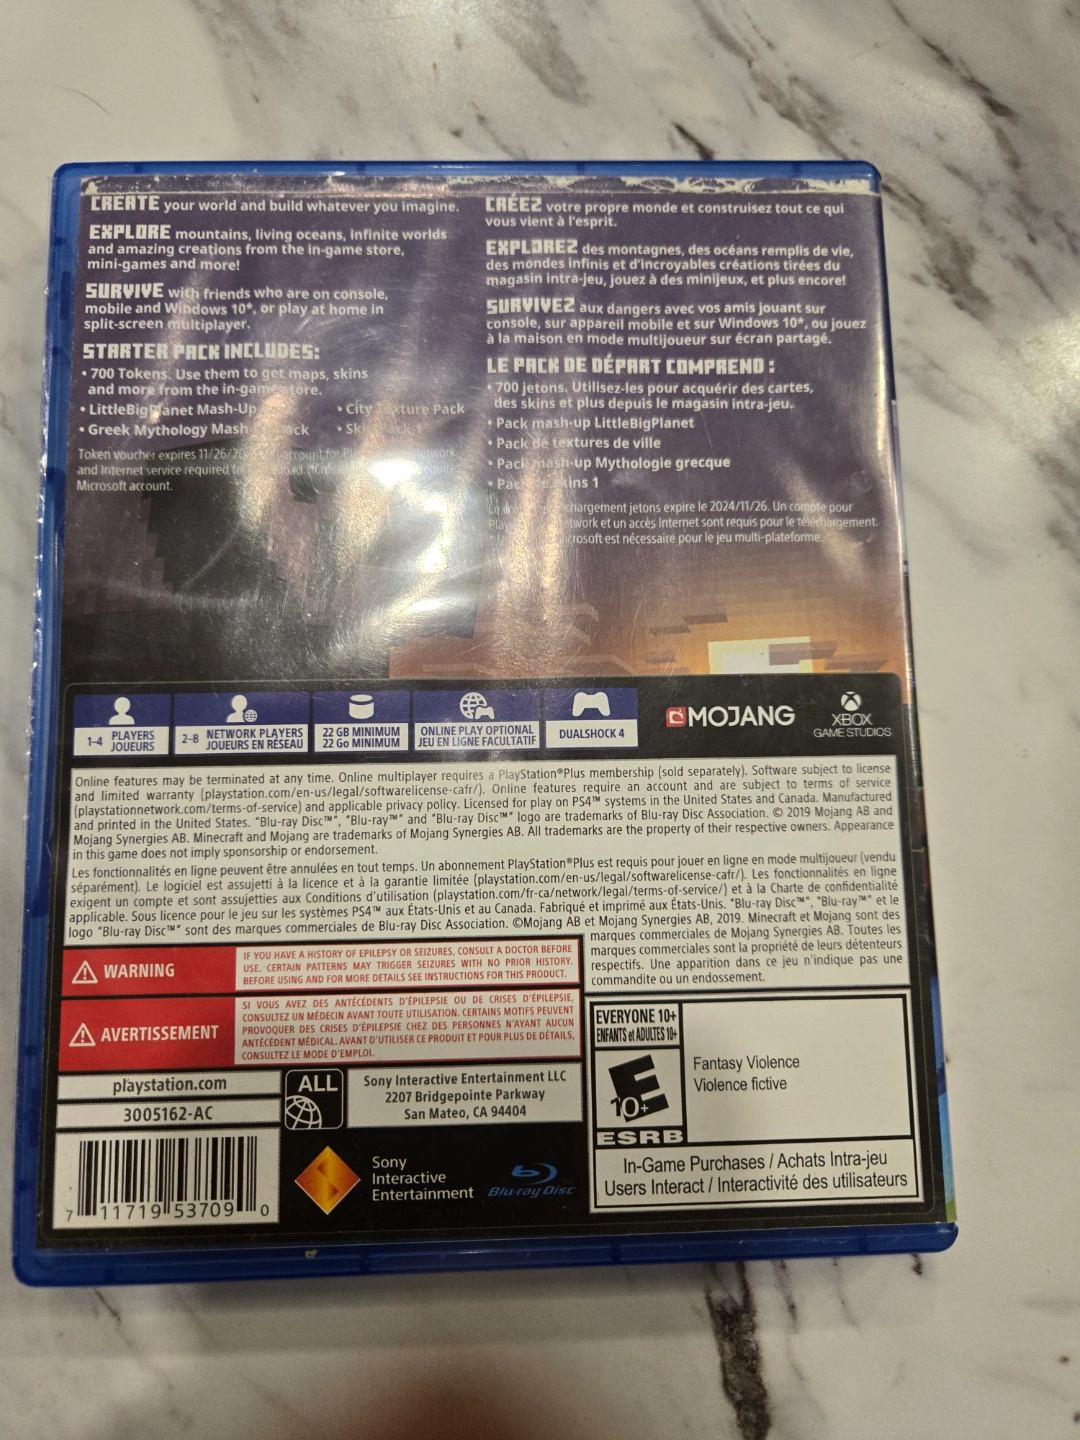 CREATE your world and build whatever you imagine.
EXPLORE mountains, living oceans, infinite worlds
and amazing creations from the in-game store,
mini-games and more!
SURVIVE with friends who are on console,
mobile and Windows 10*, or play at home in
split-screen multiplayer.
STARTER PACK INCLUDES:
• 700 Tokens. Use them to get maps, skins
and more from the in-game store.
• LittleBigPlanet Mash-Up
• City Texture Pack
• Greek Mythology Mash- Pack
Token voucher expires 11/26/20
and Internet service required
Microsoft account.
CRÉEZ votre propre monde et construisez tout ce qui
vous vient à l'esprit.
EXPLOREZ des montagnes, des océans remplis de vie,
des mondes infinis et d'incroyables créations tirées du
magasin intra-jeu, jouez à des minijeux, et plus encore!
SURVIVEZ aux dangers avec vos amis jouant sur
console, sur appareil mobile et sur Windows 10*, ou jouez
à la maison en mode multijoueur sur écran partagé.
LE PACK DE DÉPART COMPREND :
• 700 jetons. Utilisez-les pour acquérir des cartes,
des skins et plus depuis le magasin intra-jeu.
• Pack mash-up LittleBigPlanet
• Pack de textures de ville
• Pack mash-up Mythologie grecque
• Pack de skins 1
jetons expire le 2024/11/26. Un compte pour
et un accès Internet sont requis pour le téléchargement.
est nécessaire pour le jeu multi-plateforme.
1-4 PLAYERS
JOUEURS
2-8 NETWORK PLAYERS
JOUEURS EN RÉSEAU
22 GB MINIMUM
22 Go MINIMUM
ONLINE PLAY OPTIONAL
JEU EN LIGNE FACULTATIF
DUALSHOCK 4
MOJANG
XBOX
GAME STUDIOS
Online features may be terminated at any time. Online multiplayer requires a PlayStation®Plus membership (sold separately). Software subject to license
and limited warranty (playstation.com/en-us/legal/softwarelicense-cafr/). Online features require an account and are subject to terms of service
(playstationnetwork.com/terms-of-service) and applicable privacy policy. Licensed for play on PS4™ systems in the United States and Canada. Manufactured
and printed in the United States. "Blu-ray Disc™", "Blu-ray™" and "Blu-ray Disc™" logo are trademarks of Blu-ray Disc Association. © 2019 Mojang AB and
Mojang Synergies AB. Minecraft and Mojang are trademarks of Mojang Synergies AB. All trademarks are the property of their respective owners. Appearance
in this game does not imply sponsorship or endorsement.
Les fonctionnalités en ligne peuvent être annulées en tout temps. Un abonnement PlayStation®Plus est requis pour jouer en ligne en mode multijoueur (vendu
séparément). Le logiciel est assujetti à la licence et à la garantie limitée (playstation.com/en-us/legal/softwarelicense-cafr/). Les fonctionnalités en ligne
exigent un compte et sont assujetties aux Conditions d'utilisation (playstation.com/fr-ca/network/legal/terms-of-service/) et à la Charte de confidentialité
applicable. Sous licence pour le jeu sur les systèmes PS4™ aux États-Unis et au Canada. Fabriqué et imprimé aux États-Unis. "Blu-ray Disc™", "Blu-ray™" et le
logo "Blu-ray Disc™" sont des marques commerciales de Blu-ray Disc Association. ©Mojang AB et Mojang Synergies AB, 2019. Minecraft et Mojang sont des
marques commerciales de Mojang Synergies AB. Toutes les
marques commerciales sont la propriété de leurs détenteurs
respectifs. Une apparition dans ce jeu n'indique pas une
commandite ou un endossement.
WARNING
IF YOU HAVE A HISTORY OF EPILEPSY OR SEIZURES, CONSULT A DOCTOR BEFORE
USE. CERTAIN PATTERNS MAY TRIGGER SEIZURES WITH NO PRIOR HISTORY.
BEFORE USING AND FOR MORE DETAILS SEE INSTRUCTIONS FOR THIS PRODUCT.
AVERTISSEMENT
SI VOUS AVEZ DES ANTÉCÉDENTS D'ÉPILEPSIE OU DE CRISES D'ÉPILEPSIE,
CONSULTEZ UN MÉDECIN AVANT TOUTE UTILISATION. CERTAINS MOTIFS PEUVENT
PROVOQUER DES CRISES D'ÉPILEPSIE CHEZ DES PERSONNES N'AYANT AUCUN
ANTÉCÉDENT MÉDICAL. AVANT D'UTILISER CE PRODUIT ET POUR PLUS DE DÉTAILS,
CONSULTEZ LE MODE D'EMPLOI.
playstation.com
3005162-AC
ALL
Sony Interactive Entertainment LLC
2207 Bridgepointe Parkway
San Mateo, CA 94404
7 11719 53709 0
Sony
Interactive
Entertainment
Blu-ray Disc
EVERYONE 10+
ENFANTS et ADULTES 10+
E
10+
ESRB
Fantasy Violence
Violence fictive
In-Game Purchases / Achats Intra-jeu
Users Interact / Interactivité des utilisateurs